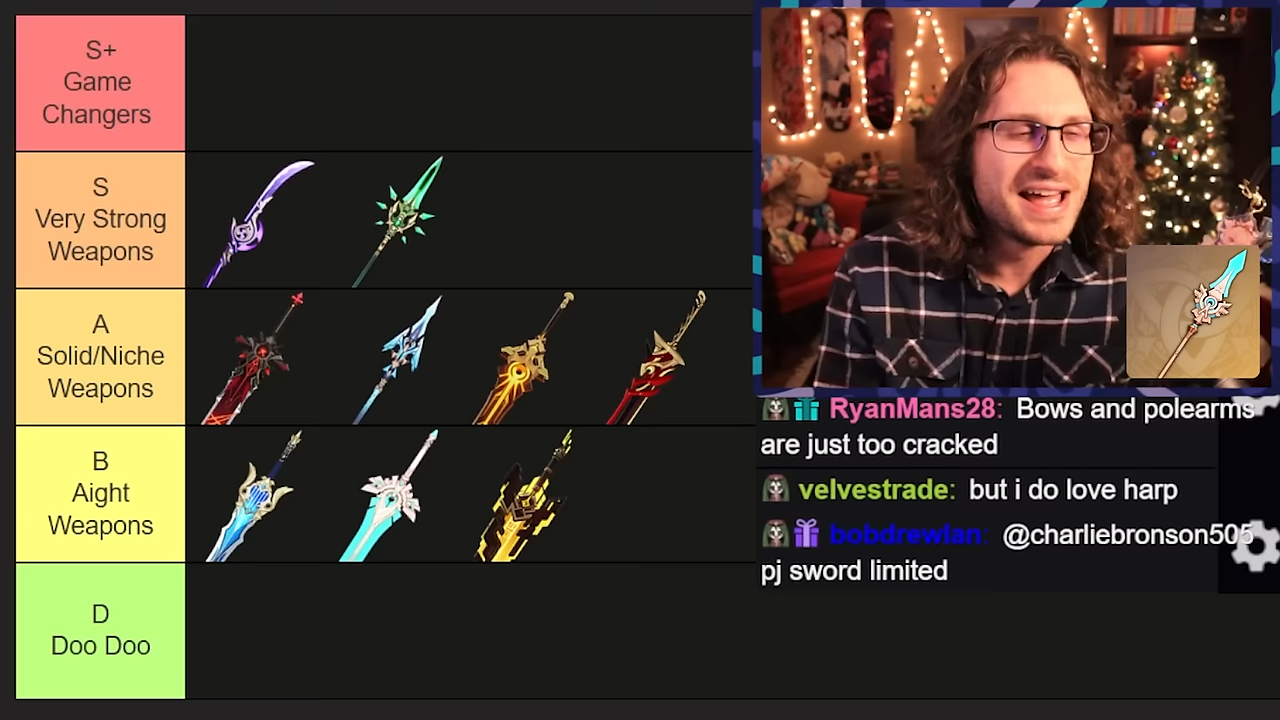 S+
Game
Changers
S
Very Strong
Weapons
A
Solid/Niche
Weapons
B
Aight
Weapons
D
Doo Doo
RyanMans28: Bows and polearms
are just too cracked
velvestrade: but i do love harp
bobdrewlan: @charliebronson505
pj sword limited